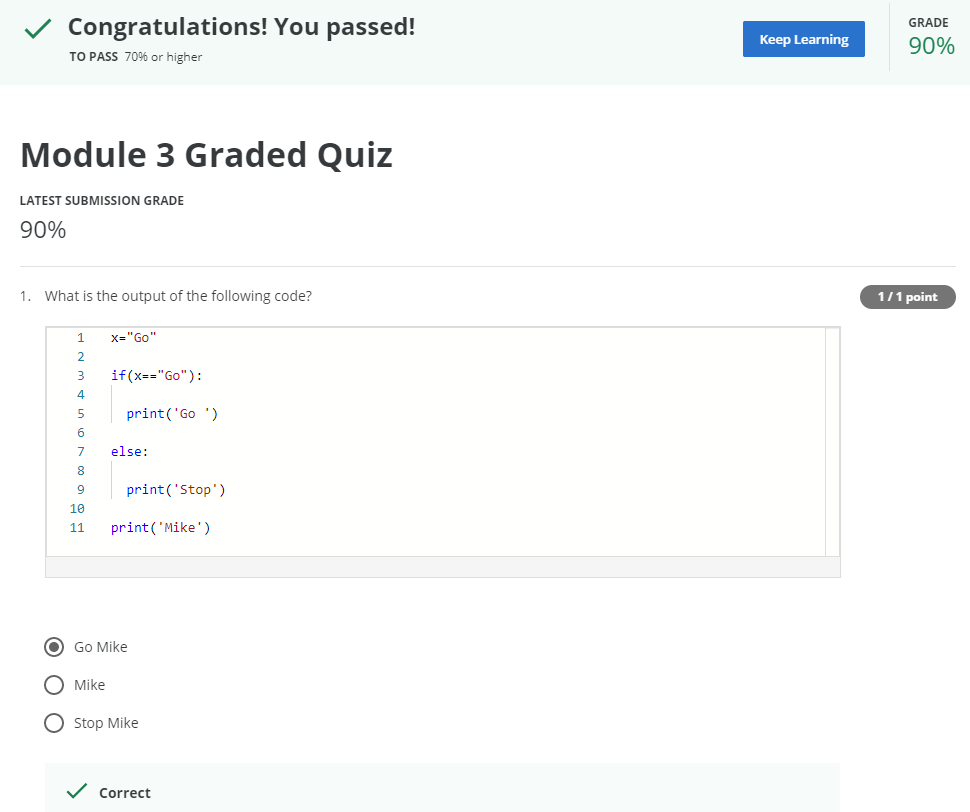 Congratulations! You passed!
TO PASS 70% or higher
Keep Learning
GRADE
90%
Module 3 Graded Quiz
LATEST SUBMISSION GRADE
90%
1. What is the output of the following code?
1 / 1 point
1 x="Go"
2
3 if(x=="Go"):
4
5 print('Go ')
6
7 else:
8
9 print('Stop')
10
11 print('Mike')
Go Mike
Mike
Stop Mike
Correct